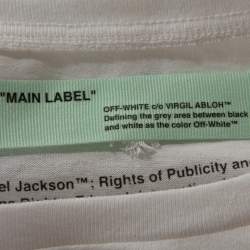 "MAIN LABEL"
OFF-WHITE c/o VIRGIL ABLOH™
Defining the grey area between black
and white as the color Off-White™
el Jackson™; Rights of Publicity and